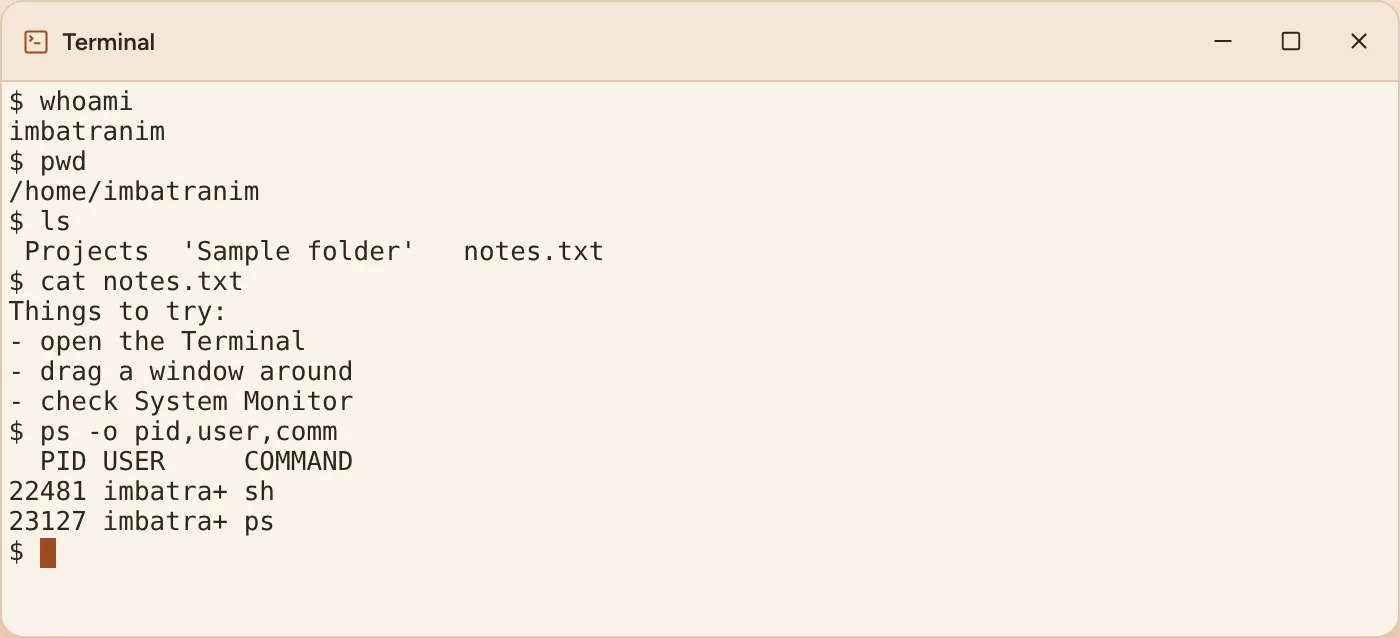 Terminal
$ whoami
imbatranim
$ pwd
/home/imbatranim
$ ls
 Projects  'Sample folder'   notes.txt
$ cat notes.txt
Things to try:
- open the Terminal
- drag a window around
- check System Monitor
$ ps -o pid,user,comm
  PID USER     COMMAND
22481 imbatra+ sh
23127 imbatra+ ps
$